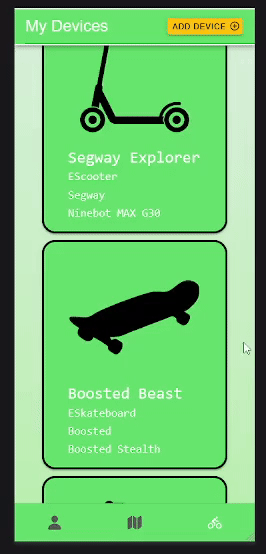 My Devices
ADD DEVICE
Segway Explorer
EScooter
Segway
Ninebot MAX G30
Boosted Beast
ESkateboard
Boosted
Boosted Stealth